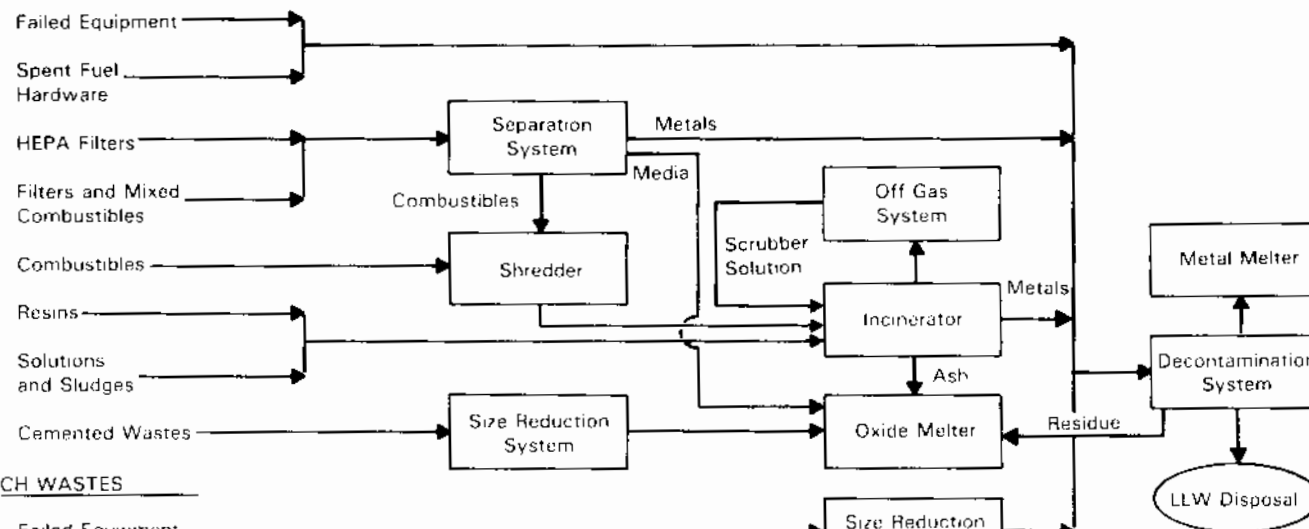 Failed Equipment
Spent Fuel
Hardware
HEPA Filters
Filters and Mixed
Combustibles
Combustibles
Resins
Solutions
and Sludges
Cemented Wastes
CH WASTES
Failed Equipment
Separation
System
Metals
Media
Combustibles
Shredder
Size Reduction
System
Off Gas
System
Scrubber
Solution
Incinerator
Metals
Ash
Oxide Melter
Residue
Size Reduction
Metal Melter
Decontamination
System
LLW Disposal